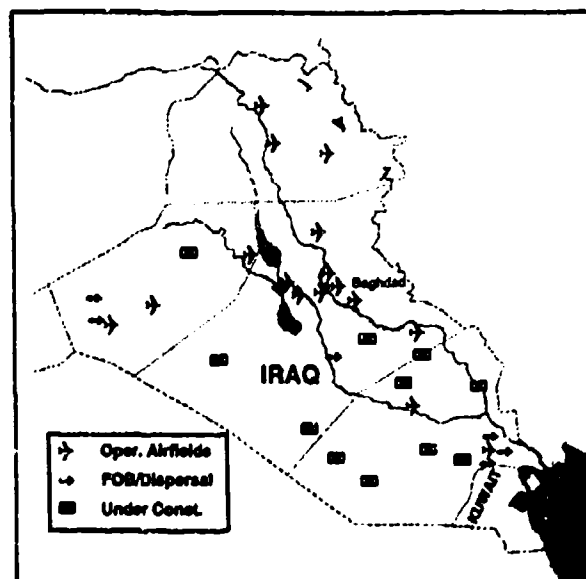 Baghdad
IRAQ
Oper. Airfields
FOB/Dispersal
Under Const.
KUWAIT